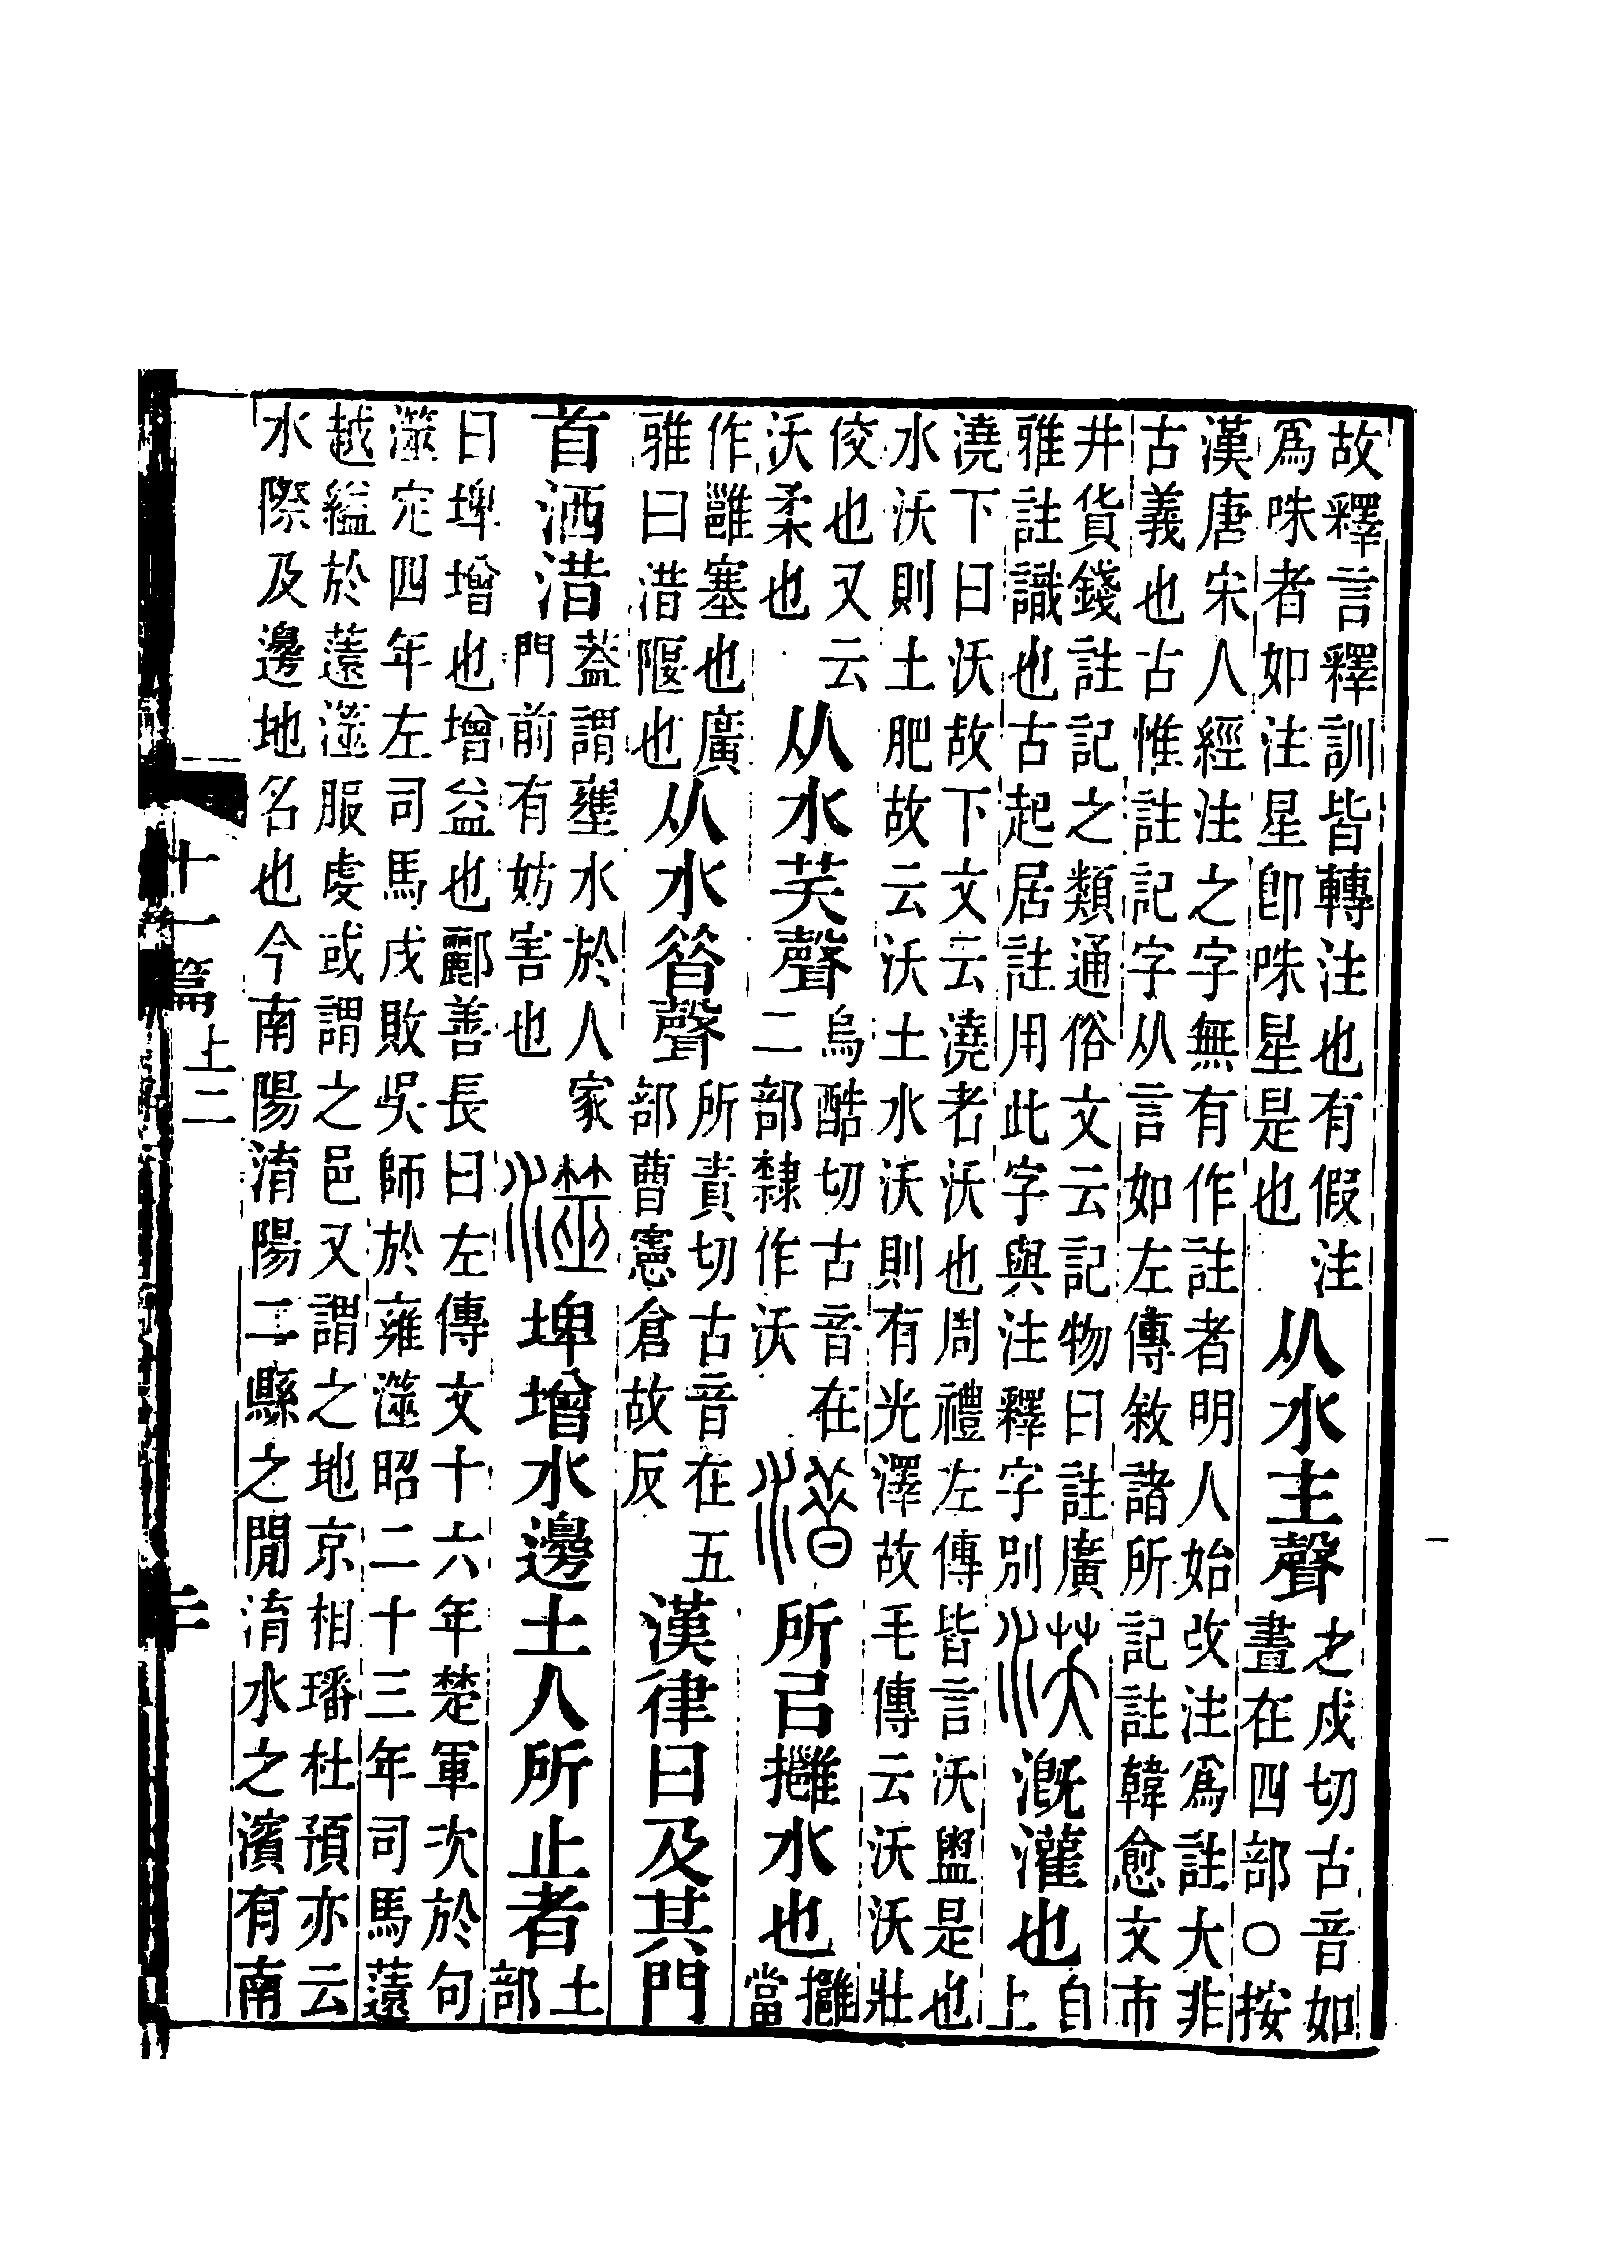 故釋言釋訓皆轉注也有假注
爲咮者如注星卽咮星是也
从水主聲
之戍切古音如
晝在四部○按
漢唐宋人經注之字無有作註者明人始改注爲註大非
古義也古惟註記字从言如左傳敘諸所記註韓愈文市
井貨錢註記之類通俗文云記物曰註廣
雅註識也古起居註用此字與注釋字別
溉灌也
自
上
澆下曰沃故下文云澆者沃也周禮左傳皆言沃盥是也
水沃則土肥故云沃土水沃則有光澤故毛傳云沃沃壯
佼也又云
沃柔也
从水芺聲
烏酷切古音在
二部隸作沃
所㠯𢹬水也
𢹬
當
作雝塞也廣
雅曰浩隁也
从水㫺聲
所責切古音在五
部曹憲倉故反
漢律曰及其門
首洒浩
蓋謂壅水於人家
門前有妨害也
澨
埤增水邊土人所止者
土
部
曰埤增也增益也酈善長曰左傳文十六年楚軍次於句
澨定四年左司馬戌敗吳師於雍澨昭二十三年司馬薳
越縊於薳澨服虔或謂之邑又謂之地京相璠杜預亦云
水際及邊地名也今南陽淯陽二縣之閒淯水之濱有南
十一篇上二